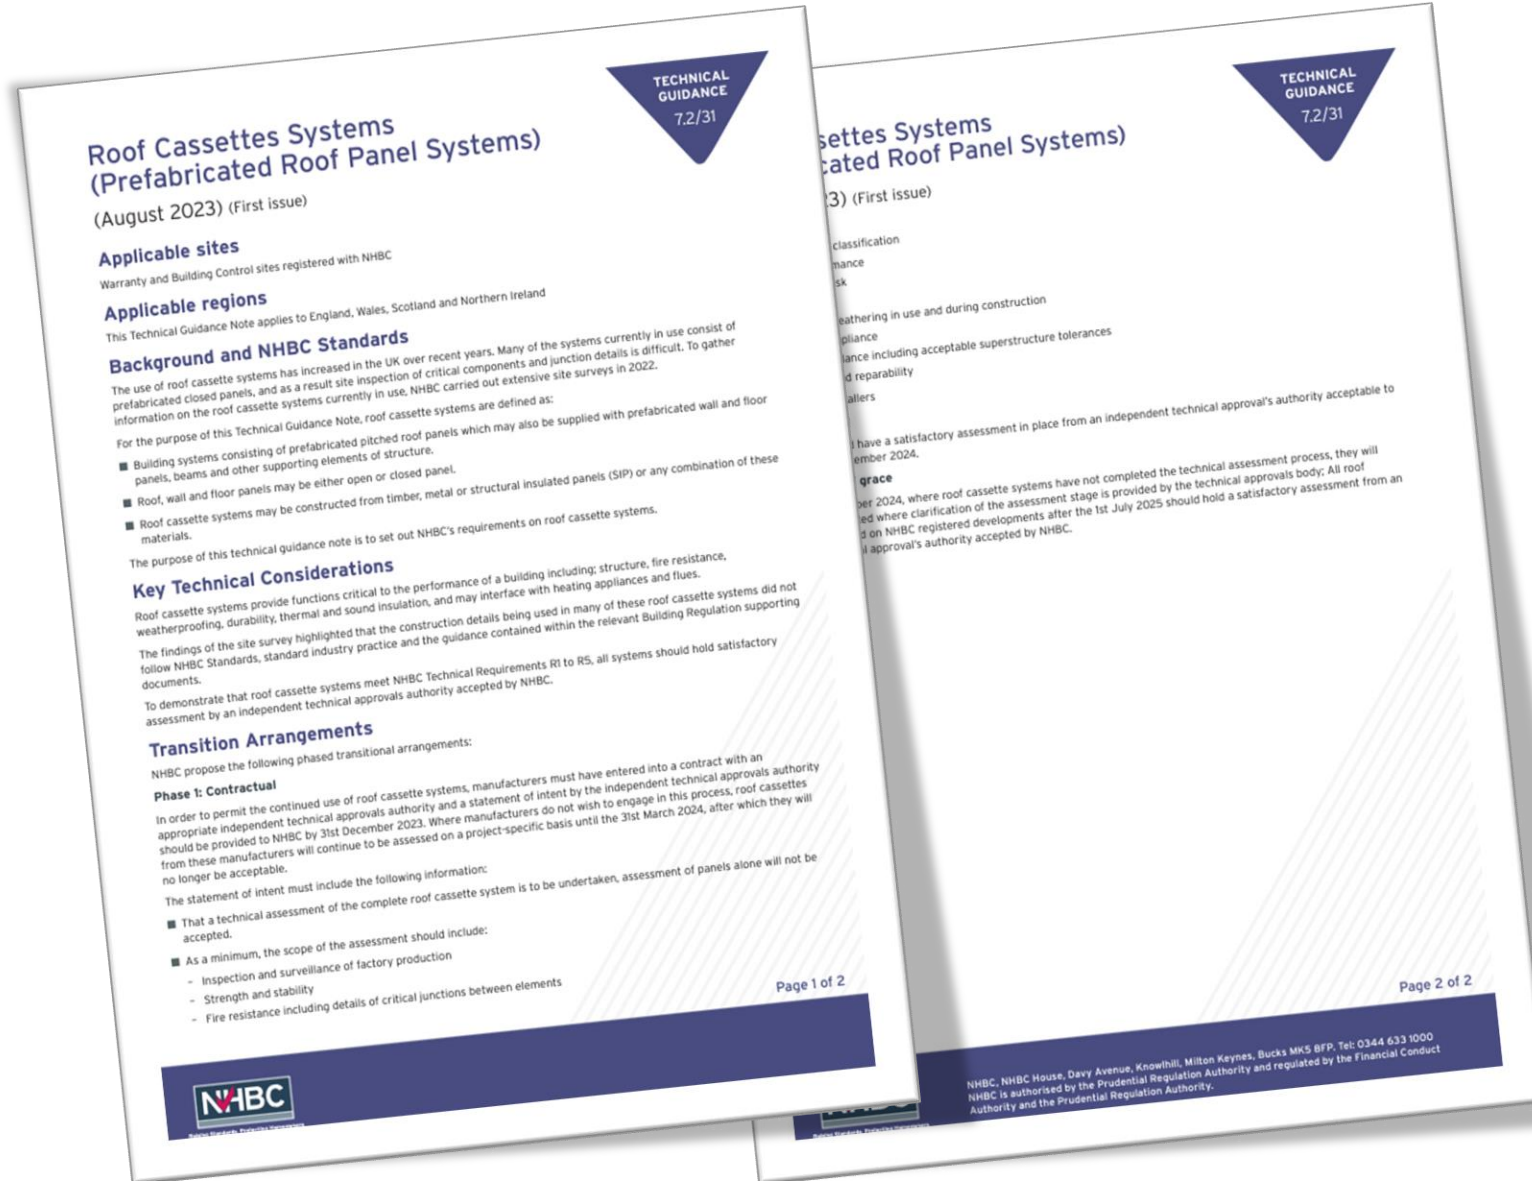 TECHNICAL
GUIDANCE
7.2/31
Roof Cassettes Systems
(Prefabricated Roof Panel Systems)
(August 2023) (First issue)
Applicable sites
Warranty and Building Control sites registered with NHBC
Applicable regions
This Technical Guidance Note applies to England, Wales, Scotland and Northern Ireland
Background and NHBC Standards
The use of roof cassette systems has increased in the UK over recent years. Many of the systems currently in use consist of
prefabricated closed panels, and as a result site inspection of critical components and junction details is difficult. To gather
information on the roof cassette systems currently in use, NHBC carried out extensive site surveys in 2022.
For the purpose of this Technical Guidance Note, roof cassette systems are defined as:
■ Building systems consisting of prefabricated pitched roof panels which may also be supplied with prefabricated wall and floor
panels, beams and other supporting elements of structure.
■ Roof, wall and floor panels may be either open or closed panel.
■ Roof cassette systems may be constructed from timber, metal or structural insulated panels (SIP) or any combination of these
materials.
The purpose of this technical guidance note is to set out NHBC's requirements on roof cassette systems.
Key Technical Considerations
Roof cassette systems provide functions critical to the performance of a building including; structure, fire resistance,
weatherproofing, durability, thermal and sound insulation, and may interface with heating appliances and flues.
The findings of the site survey highlighted that the construction details being used in many of these roof cassette systems did not
follow NHBC Standards, standard industry practice and the guidance contained within the relevant Building Regulation supporting
documents.
To demonstrate that roof cassette systems meet NHBC Technical Requirements R1 to R5, all systems should hold satisfactory
assessment by an independent technical approvals authority accepted by NHBC.
Transition Arrangements
NHBC propose the following phased transitional arrangements:
Phase 1: Contractual
In order to permit the continued use of roof cassette systems, manufacturers must have entered into a contract with an
appropriate independent technical approvals authority and a statement of intent by the independent technical approvals authority
should be provided to NHBC by 31st December 2023. Where manufacturers do not wish to engage in this process, roof cassettes
from these manufacturers will continue to be assessed on a project-specific basis until the 31st March 2024, after which they will
no longer be acceptable.
The statement of intent must include the following information:
■ That a technical assessment of the complete roof cassette system is to be undertaken, assessment of panels alone will not be
accepted.
■ As a minimum, the scope of the assessment should include:
– Inspection and surveillance of factory production
– Strength and stability
– Fire resistance including details of critical junctions between elements
Page 1 of 2
NHBC
TECHNICAL
GUIDANCE
7.2/31
settes Systems
cated Roof Panel Systems)
3) (First issue)
classification
mance
sk
eathering in use and during construction
pliance
lance including acceptable superstructure tolerances
d reparability
allers
have a satisfactory assessment in place from an independent technical approval's authority acceptable to
ember 2024.
grace
ber 2024, where roof cassette systems have not completed the technical assessment process, they will
ed where clarification of the assessment stage is provided by the technical approvals body; All roof
d on NHBC registered developments after the 1st July 2025 should hold a satisfactory assessment from an
l approval's authority accepted by NHBC.
Page 2 of 2
NHBC, NHBC House, Davy Avenue, Knowlhill, Milton Keynes, Bucks MK5 8FP. Tel: 0344 633 1000
NHBC is authorised by the Prudential Regulation Authority and regulated by the Financial Conduct
Authority and the Prudential Regulation Authority.